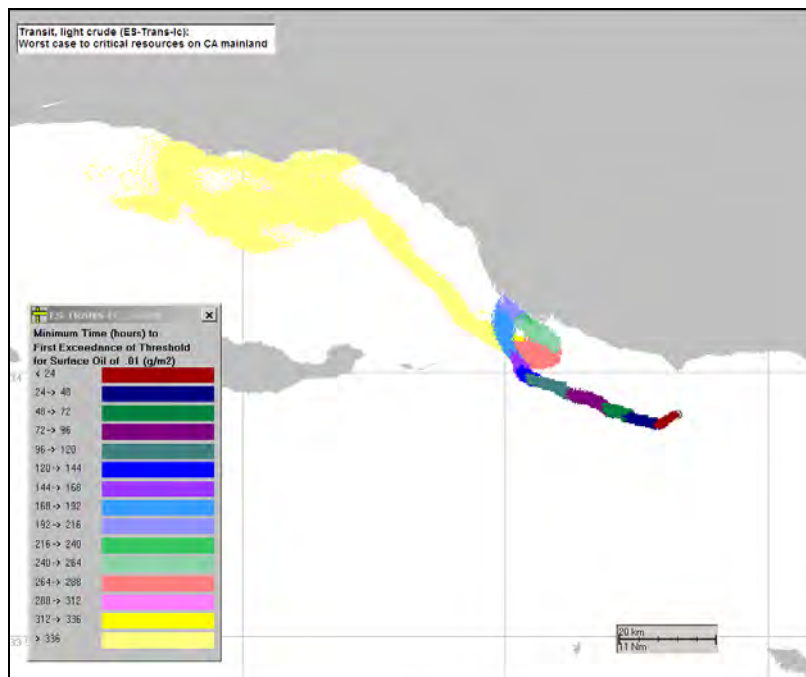 Transit, light crude (ES-Trans-lc):
Worst case to critical resources on CA mainland
Minimum Time (hours) to
First Exceedance of Threshold
for Surface Oil of .01 (g/m2)
< 24
24-> 48
48-> 72
72-> 96
96-> 120
120-> 144
144-> 168
168-> 192
192-> 216
216-> 240
240-> 264
264-> 288
288-> 312
312-> 336
> 336
20 km
11 Nm